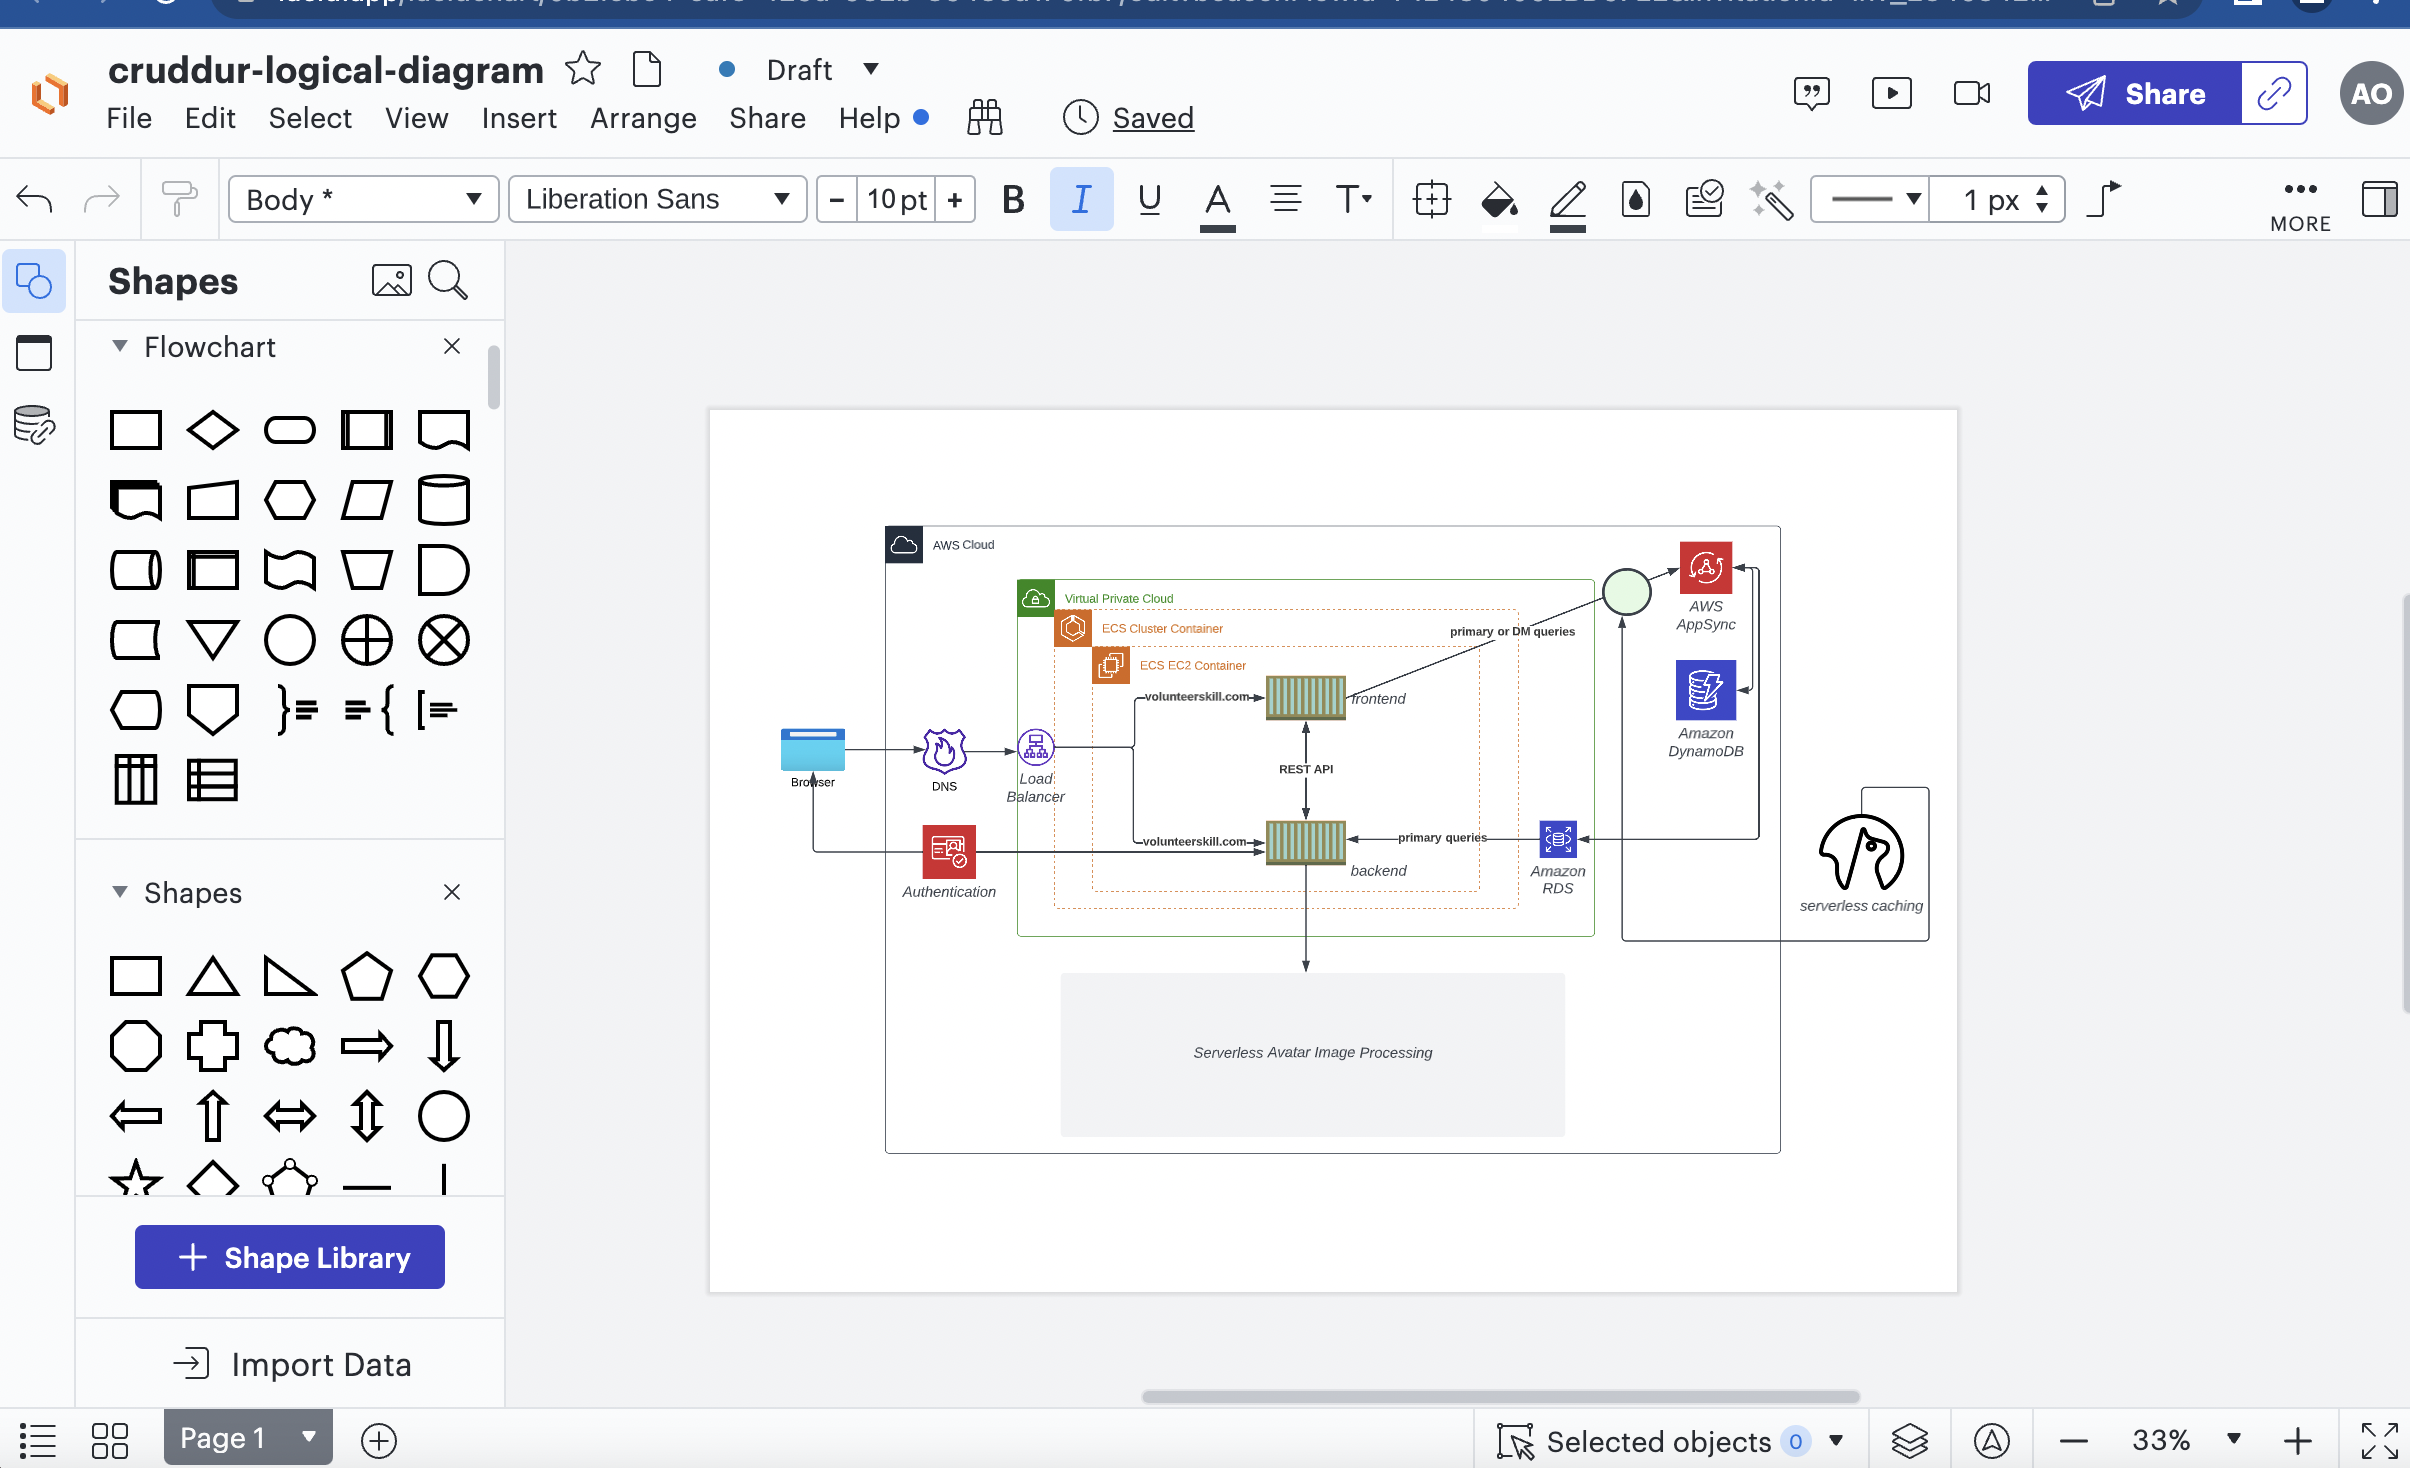 cruddur-logical-diagram
Draft
File Edit Select View Insert Arrange Share Help
Saved
Share
AO
Body *
Liberation Sans
10 pt
B I U A T
1 px
MORE
Shapes
Flowchart
Shapes
Shape Library
Import Data
AWS Cloud
Virtual Private Cloud
ECS Cluster Container
ECS EC2 Container
AWS
AppSync
primary or DM queries
volunteerskill.com
frontend
Amazon
DynamoDB
Browser
DNS
Load
Balancer
REST API
volunteerskill.com
primary queries
backend
Amazon
RDS
Authentication
serverless caching
Serverless Avatar Image Processing
Page 1
Selected objects 0
33%